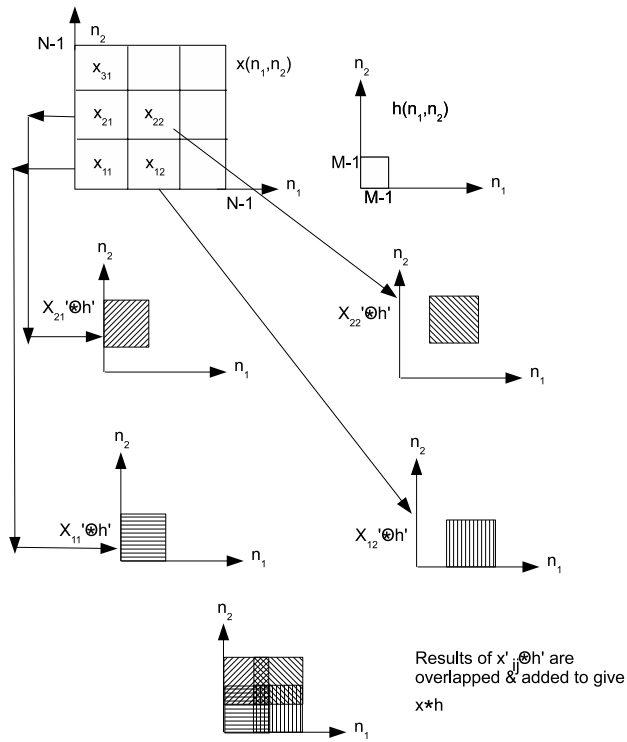 n2
N-1
x(n1,n2)
x31
x21
x22
x11
x12
n1
N-1
n2
h(n1,n2)
M-1
M-1
n1
n2
X21'⊛h'
n1
n2
X22'⊛h'
n1
n2
X11'⊛h'
n1
n2
X12'⊛h'
n1
n2
n1
Results of x'ij⊛h' are
overlapped & added to give
x*h